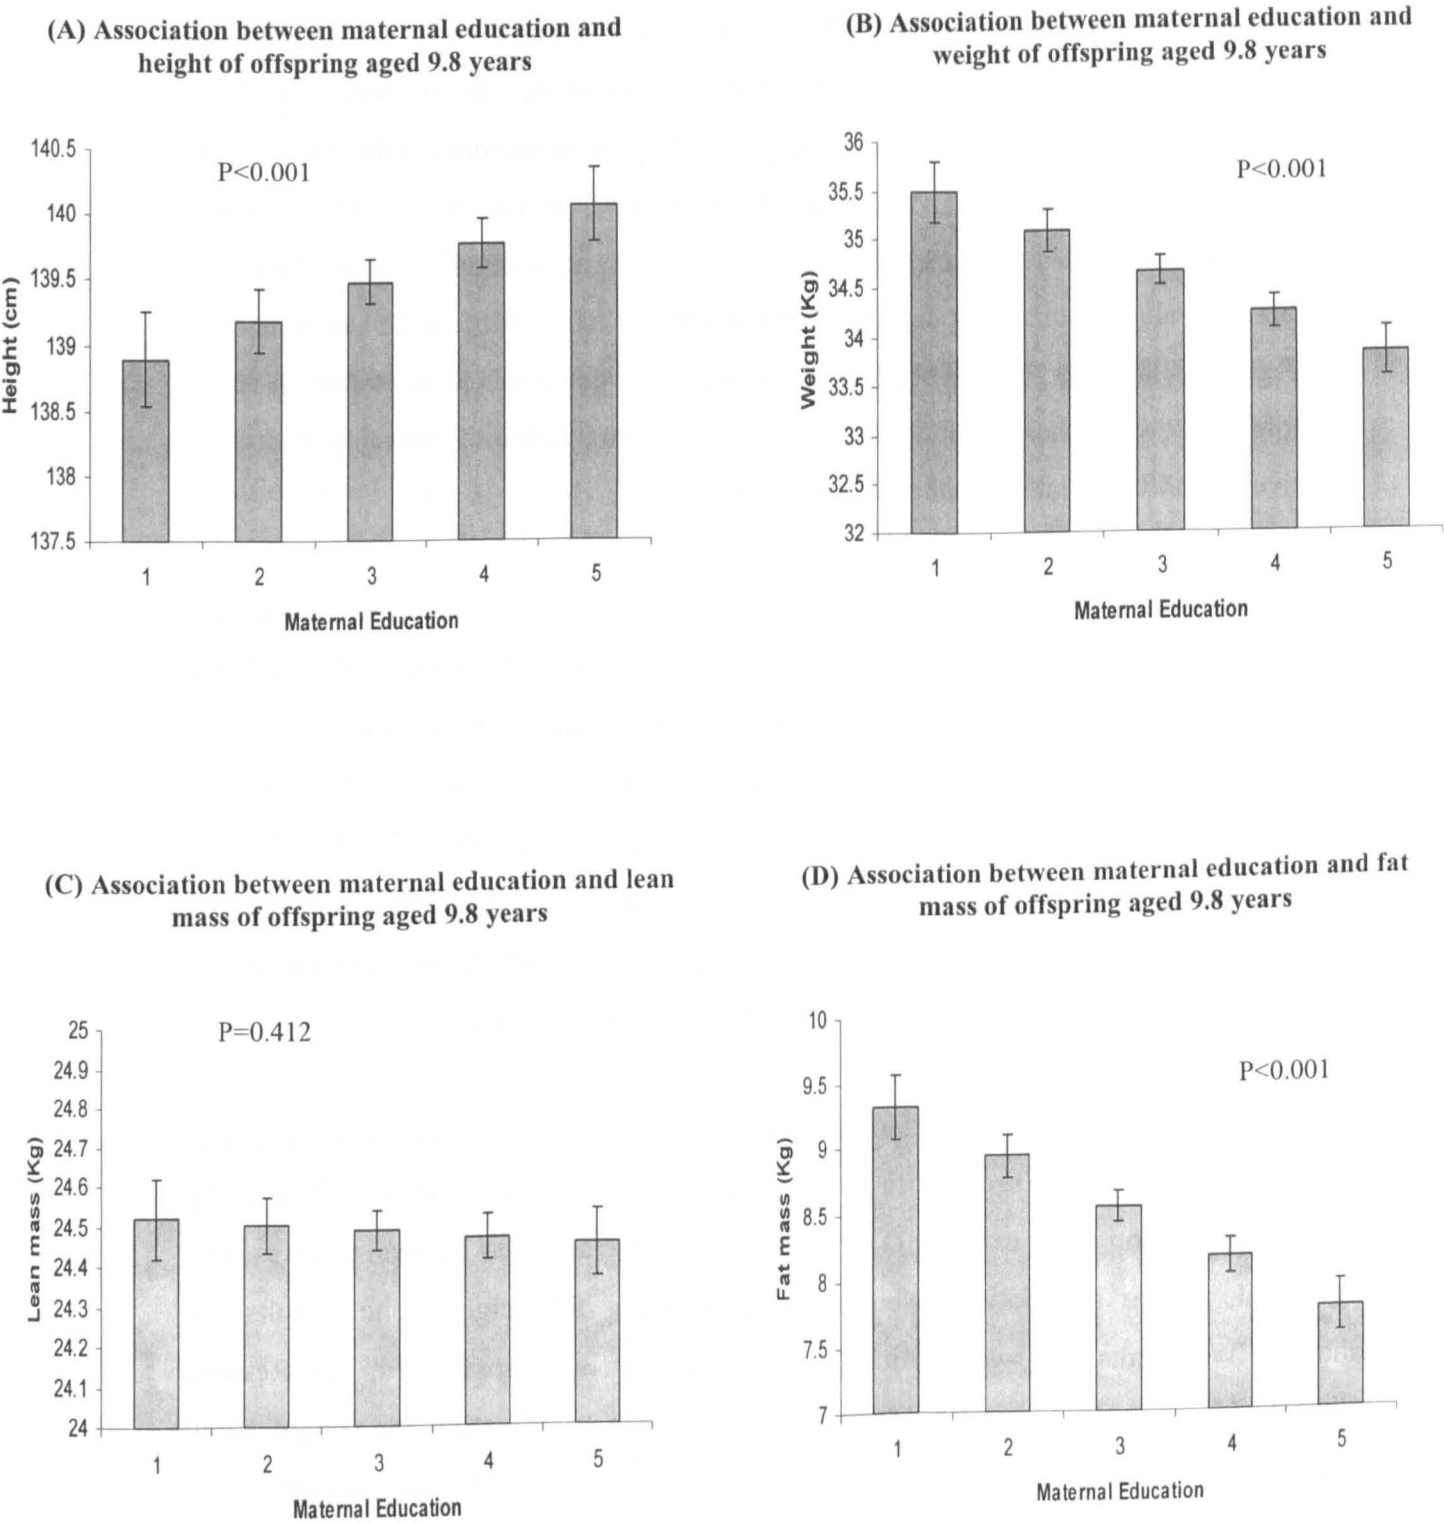 (A) Association between maternal education and
height of offspring aged 9.8 years
P<0.001
140.5
140
139.5
139
138.5
138
137.5
Height (cm)
1 2 3 4 5
Maternal Education
(B) Association between maternal education and
weight of offspring aged 9.8 years
P<0.001
36
35.5
35
34.5
34
33.5
33
32.5
32
Weight (Kg)
1 2 3 4 5
Maternal Education
(C) Association between maternal education and lean
mass of offspring aged 9.8 years
P=0.412
25
24.9
24.8
24.7
24.6
24.5
24.4
24.3
24.2
24.1
24
Lean mass (Kg)
1 2 3 4 5
Maternal Education
(D) Association between maternal education and fat
mass of offspring aged 9.8 years
P<0.001
10
9.5
9
8.5
8
7.5
7
Fat mass (Kg)
1 2 3 4 5
Maternal Education